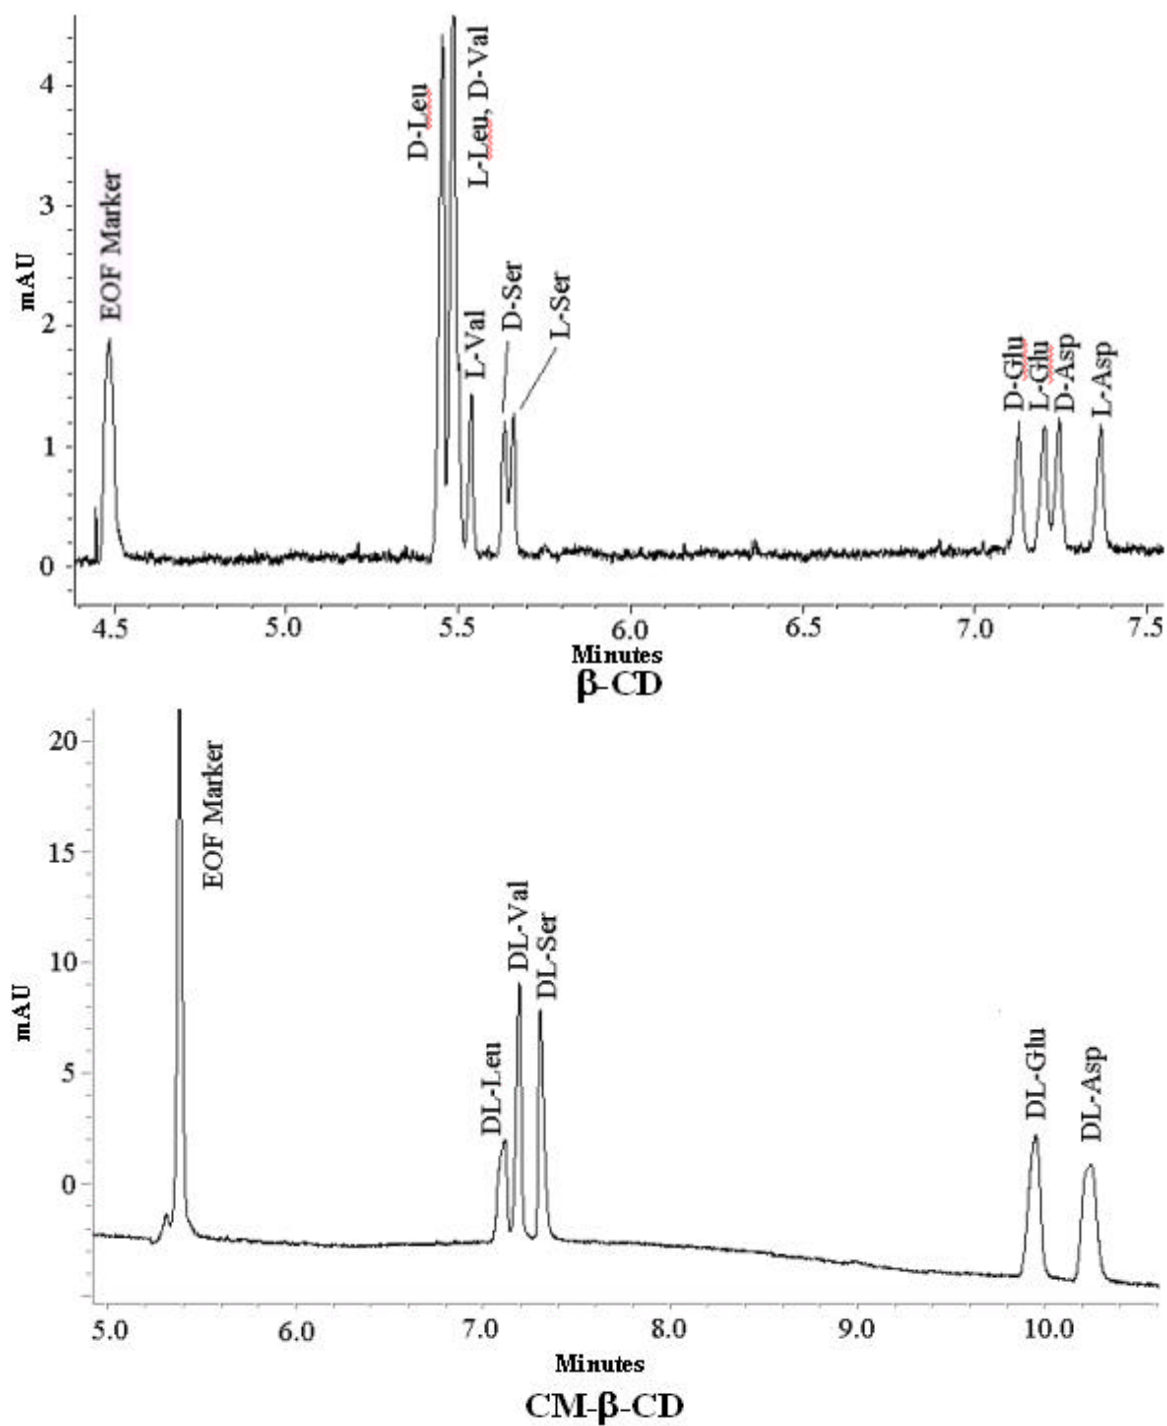 4
3
2
1
0
mAU
EOF Marker
D-Leu
L-Leu, D-Val
L-Val
D-Ser
L-Ser
D-Glu
L-Glu
D-Asp
L-Asp
4.5 5.0 5.5 6.0 6.5 7.0 7.5
Minutes
β-CD
20
15
10
5
0
mAU
EOF Marker
DL-Leu
DL-Val
DL-Ser
DL-Glu
DL-Asp
5.0 6.0 7.0 8.0 9.0 10.0
Minutes
CM-β-CD